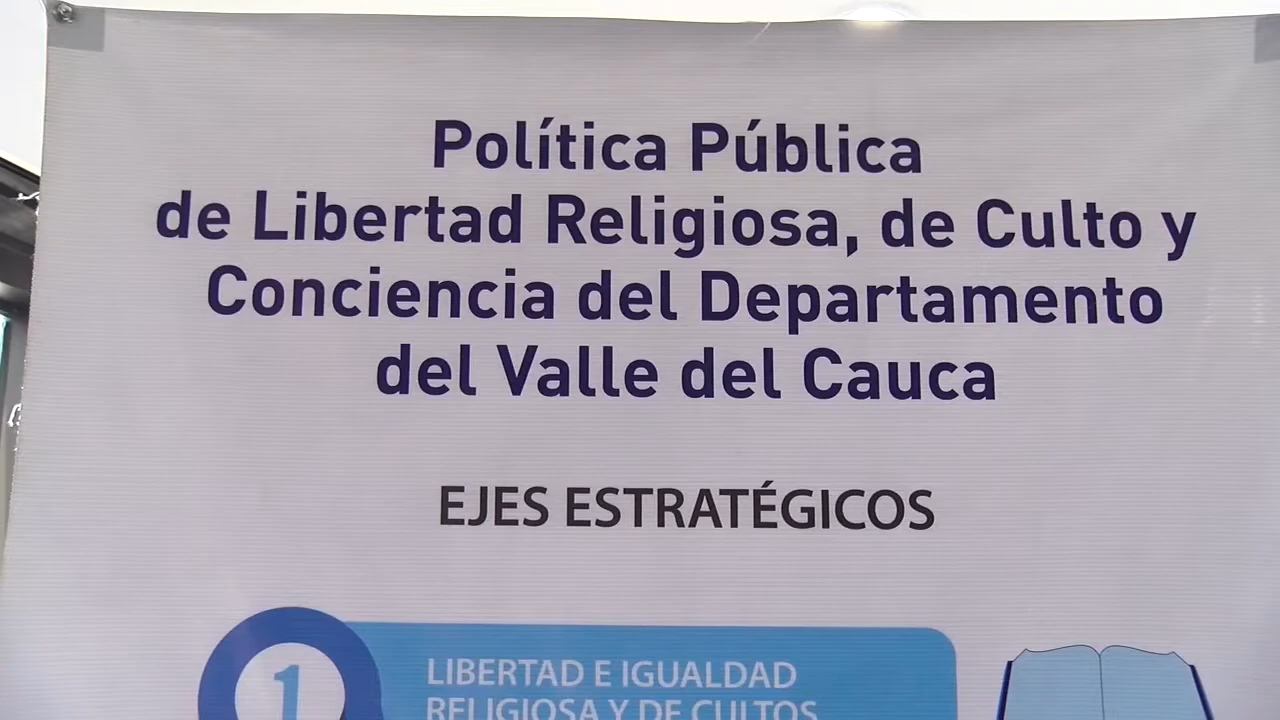 Política Pública
de Libertad Religiosa, de Culto y
Conciencia del Departamento
del Valle del Cauca
EJES ESTRATÉGICOS
1
LIBERTAD E IGUALDAD
RELIGIOSA Y DE CULTOS